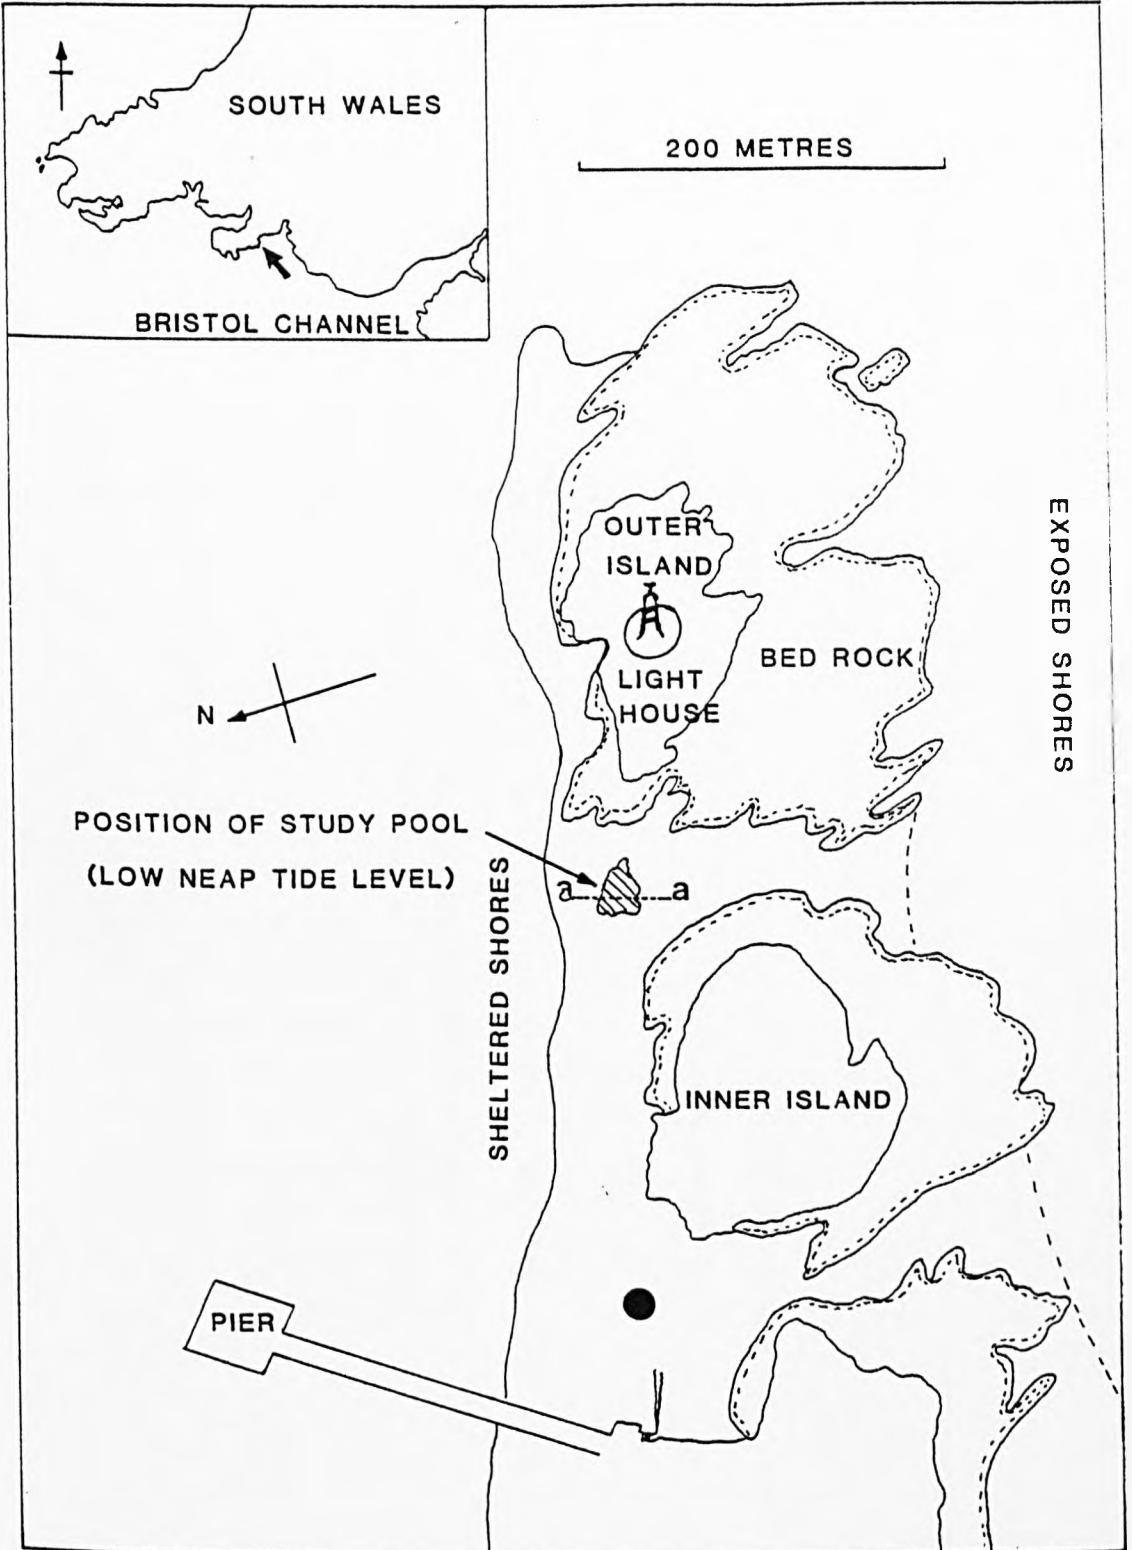 SOUTH WALES
BRISTOL CHANNEL
200 METRES
OUTER
ISLAND
LIGHT
HOUSE
BED ROCK
EXPOSED SHORES
N
POSITION OF STUDY POOL
(LOW NEAP TIDE LEVEL)
a
a
SHELTERED SHORES
INNER ISLAND
PIER